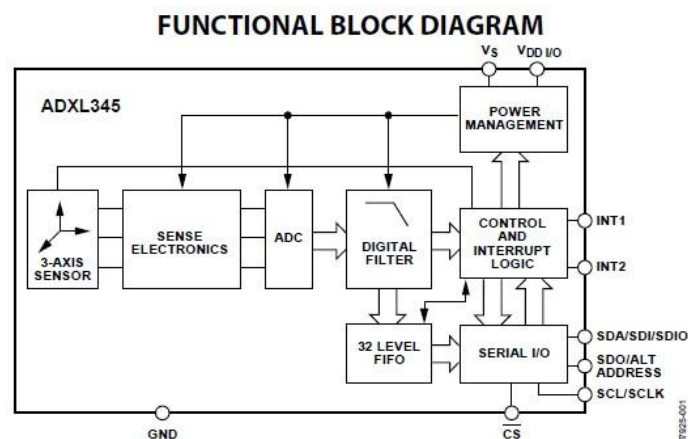 FUNCTIONAL BLOCK DIAGRAM
VS
VDD I/O
ADXL345
POWER
MANAGEMENT
3-AXIS
SENSOR
SENSE
ELECTRONICS
ADC
DIGITAL
FILTER
CONTROL
AND
INTERRUPT
LOGIC
INT1
INT2
32 LEVEL
FIFO
SERIAL I/O
SDA/SDI/SDIO
SDO/ALT
ADDRESS
SCL/SCLK
GND
CS
7925-001